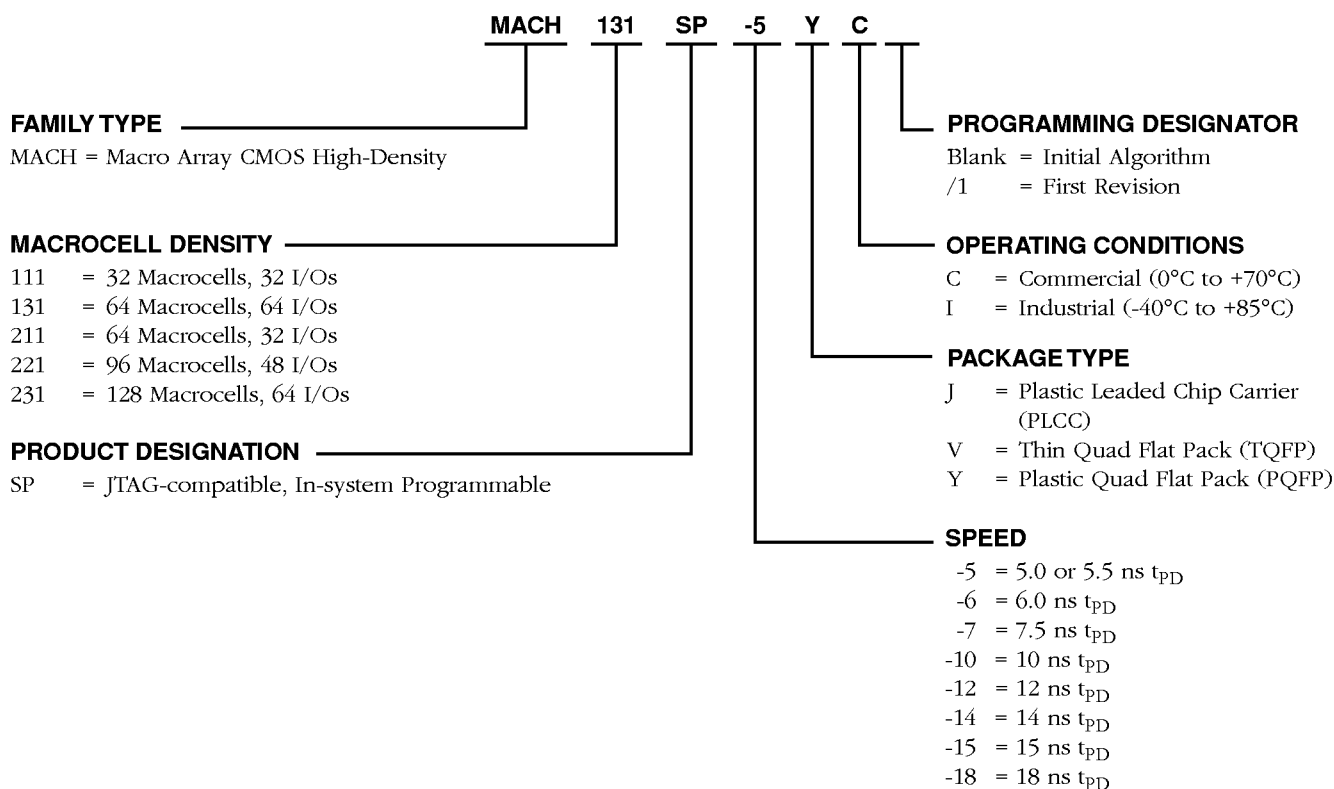 MACH 131 SP -5 Y C
FAMILY TYPE
MACH = Macro Array CMOS High-Density
MACROCELL DENSITY
111 = 32 Macrocells, 32 I/Os
131 = 64 Macrocells, 64 I/Os
211 = 64 Macrocells, 32 I/Os
221 = 96 Macrocells, 48 I/Os
231 = 128 Macrocells, 64 I/Os
PRODUCT DESIGNATION
SP = JTAG-compatible, In-system Programmable
PROGRAMMING DESIGNATOR
Blank = Initial Algorithm
/1 = First Revision
OPERATING CONDITIONS
C = Commercial (0°C to +70°C)
I = Industrial (-40°C to +85°C)
PACKAGE TYPE
J = Plastic Leaded Chip Carrier
(PLCC)
V = Thin Quad Flat Pack (TQFP)
Y = Plastic Quad Flat Pack (PQFP)
SPEED
-5 = 5.0 or 5.5 ns tPD
-6 = 6.0 ns tPD
-7 = 7.5 ns tPD
-10 = 10 ns tPD
-12 = 12 ns tPD
-14 = 14 ns tPD
-15 = 15 ns tPD
-18 = 18 ns tPD